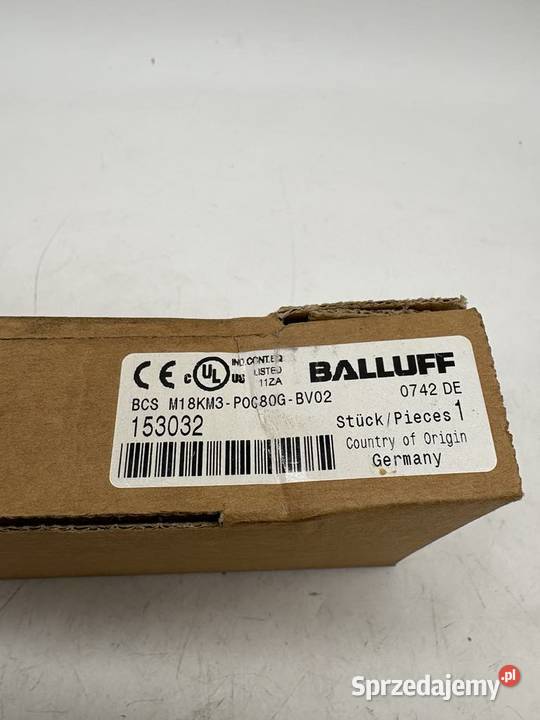 CE c UL US IND.CONT.EQ
LISTED
11ZA
BALLUFF
BCS M18KM3-POC80G-BV02
0742 DE
153032
Stück/Pieces 1
Country of Origin
Germany
Sprzedajemy.pl